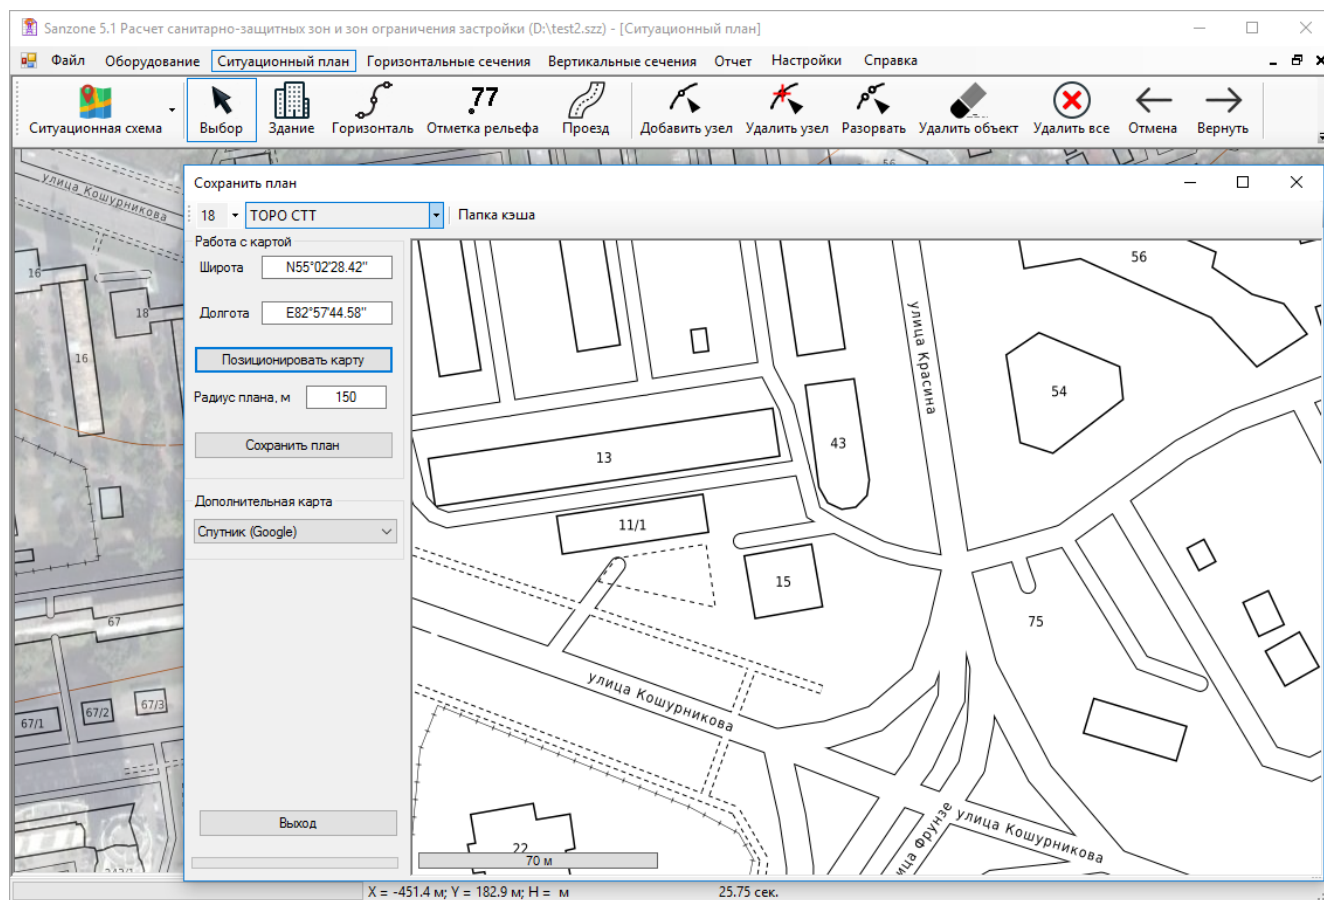 Sanzone 5.1 Расчет санитарно-защитных зон и зон ограничения застройки (D:\test2.szz) - [Ситуационный план]
Файл Оборудование Ситуационный план Горизонтальные сечения Вертикальные сечения Отчет Настройки Справка
.77
Ситуационная схема Выбор Здание Горизонталь Отметка рельефа Проезд Добавить узел Удалить узел Разорвать Удалить объект Удалить все Отмена Вернуть
56
улица Кошурникова
16
18
16
67
67/1
67/2
67/3
Сохранить план
18 ТОРО СТТ Папка кэша
Работа с картой
Широта N55°02'28.42"
Долгота E82°57'44.58"
Позиционировать карту
Радиус плана, м 150
Сохранить план
Дополнительная карта
Спутник (Google)
Выход
56
улица Красина
54
43
13
11/1
15
75
улица Кошурникова
22
70 м
улица Кошурникова
ица Фрунзе
X = -451.4 м; Y = 182.9 м; H = м 25.75 сек.